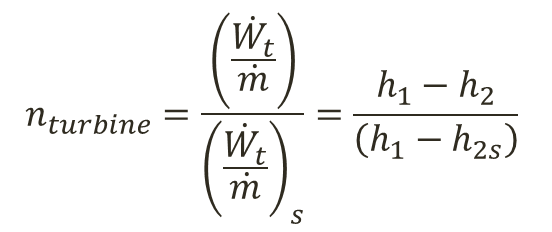 n_turbine = (Ẇ_t / ṁ) / (Ẇ_t / ṁ)_s = (h_1 − h_2) / (h_1 − h_2s)